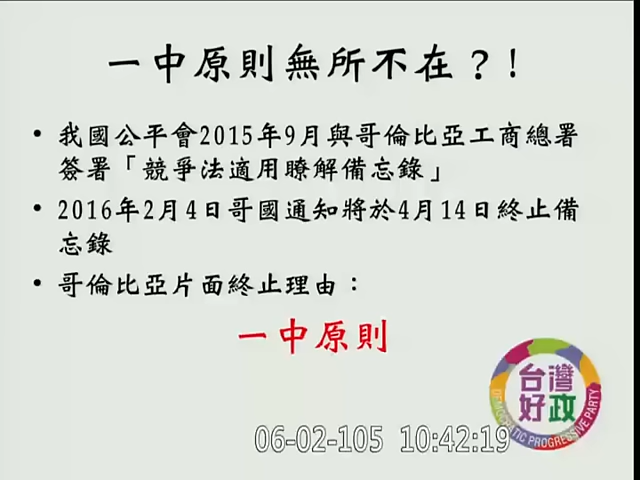 一中原則無所不在？!
• 我國公平會2015年9月與哥倫比亞工商總署
簽署「競爭法適用瞭解備忘錄」
• 2016年2月4日哥國通知將於4月14日終止備
忘錄
• 哥倫比亞片面終止理由：
一中原則
台灣
好政
DEMOCRATIC PROGRESSIVE PARTY
06-02-105 10:42:19